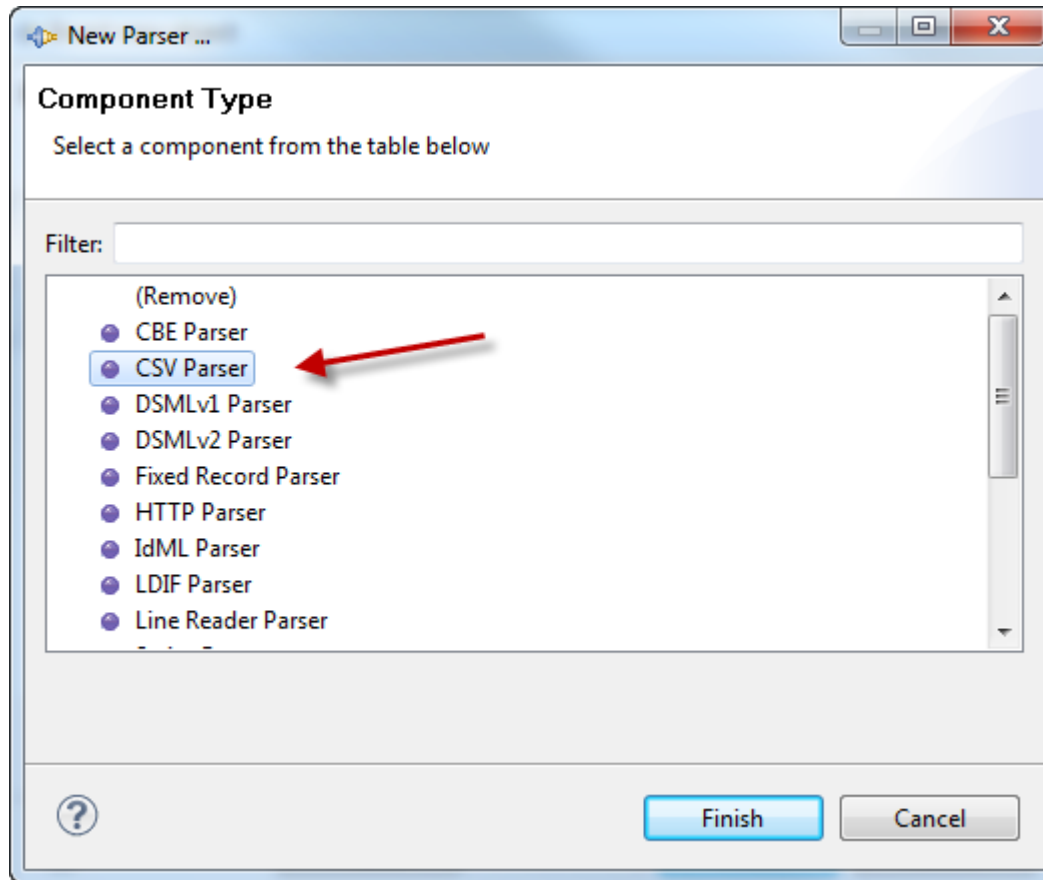 New Parser ...
Component Type
Select a component from the table below
Filter:
(Remove)
CBE Parser
CSV Parser
DSMLv1 Parser
DSMLv2 Parser
Fixed Record Parser
HTTP Parser
IdML Parser
LDIF Parser
Line Reader Parser
?
Finish Cancel